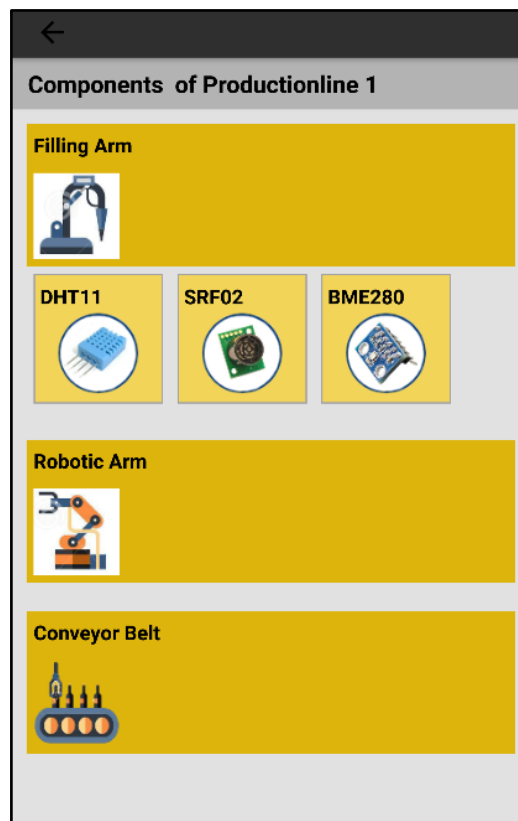 Components of Productionline 1
Filling Arm
DHT11 SRF02 BME280
Robotic Arm
Conveyor Belt